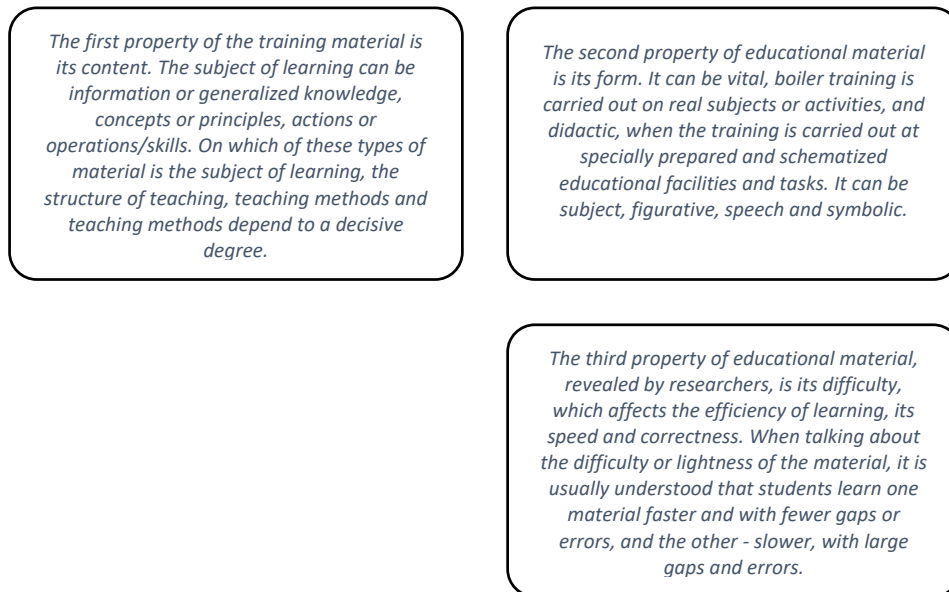 The first property of the training material is
its content. The subject of learning can be
information or generalized knowledge,
concepts or principles, actions or
operations/skills. On which of these types of
material is the subject of learning, the
structure of teaching, teaching methods and
teaching methods depend to a decisive
degree.
The second property of educational material
is its form. It can be vital, boiler training is
carried out on real subjects or activities, and
didactic, when the training is carried out at
specially prepared and schematized
educational facilities and tasks. It can be
subject, figurative, speech and symbolic.
The third property of educational material,
revealed by researchers, is its difficulty,
which affects the efficiency of learning, its
speed and correctness. When talking about
the difficulty or lightness of the material, it is
usually understood that students learn one
material faster and with fewer gaps or
errors, and the other - slower, with large
gaps and errors.